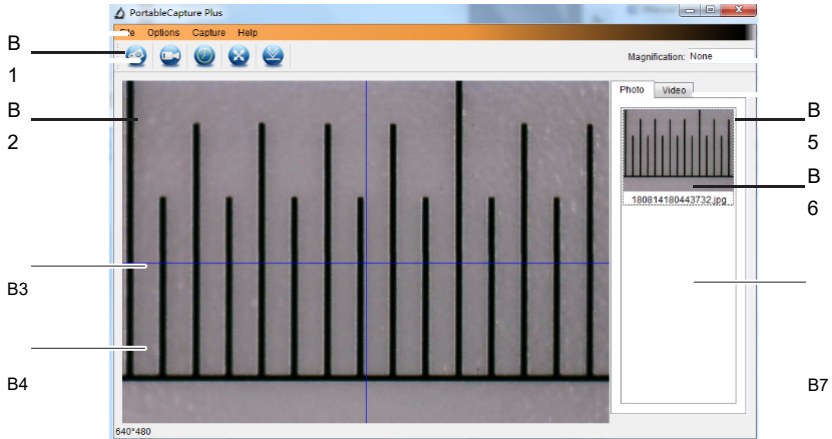 PortableCapture Plus
File Options Capture Help
Magnification: None
Photo Video
180814180443732.jpg
640*480
B
1
B
2
B3
B4
B
5
B
6
B7